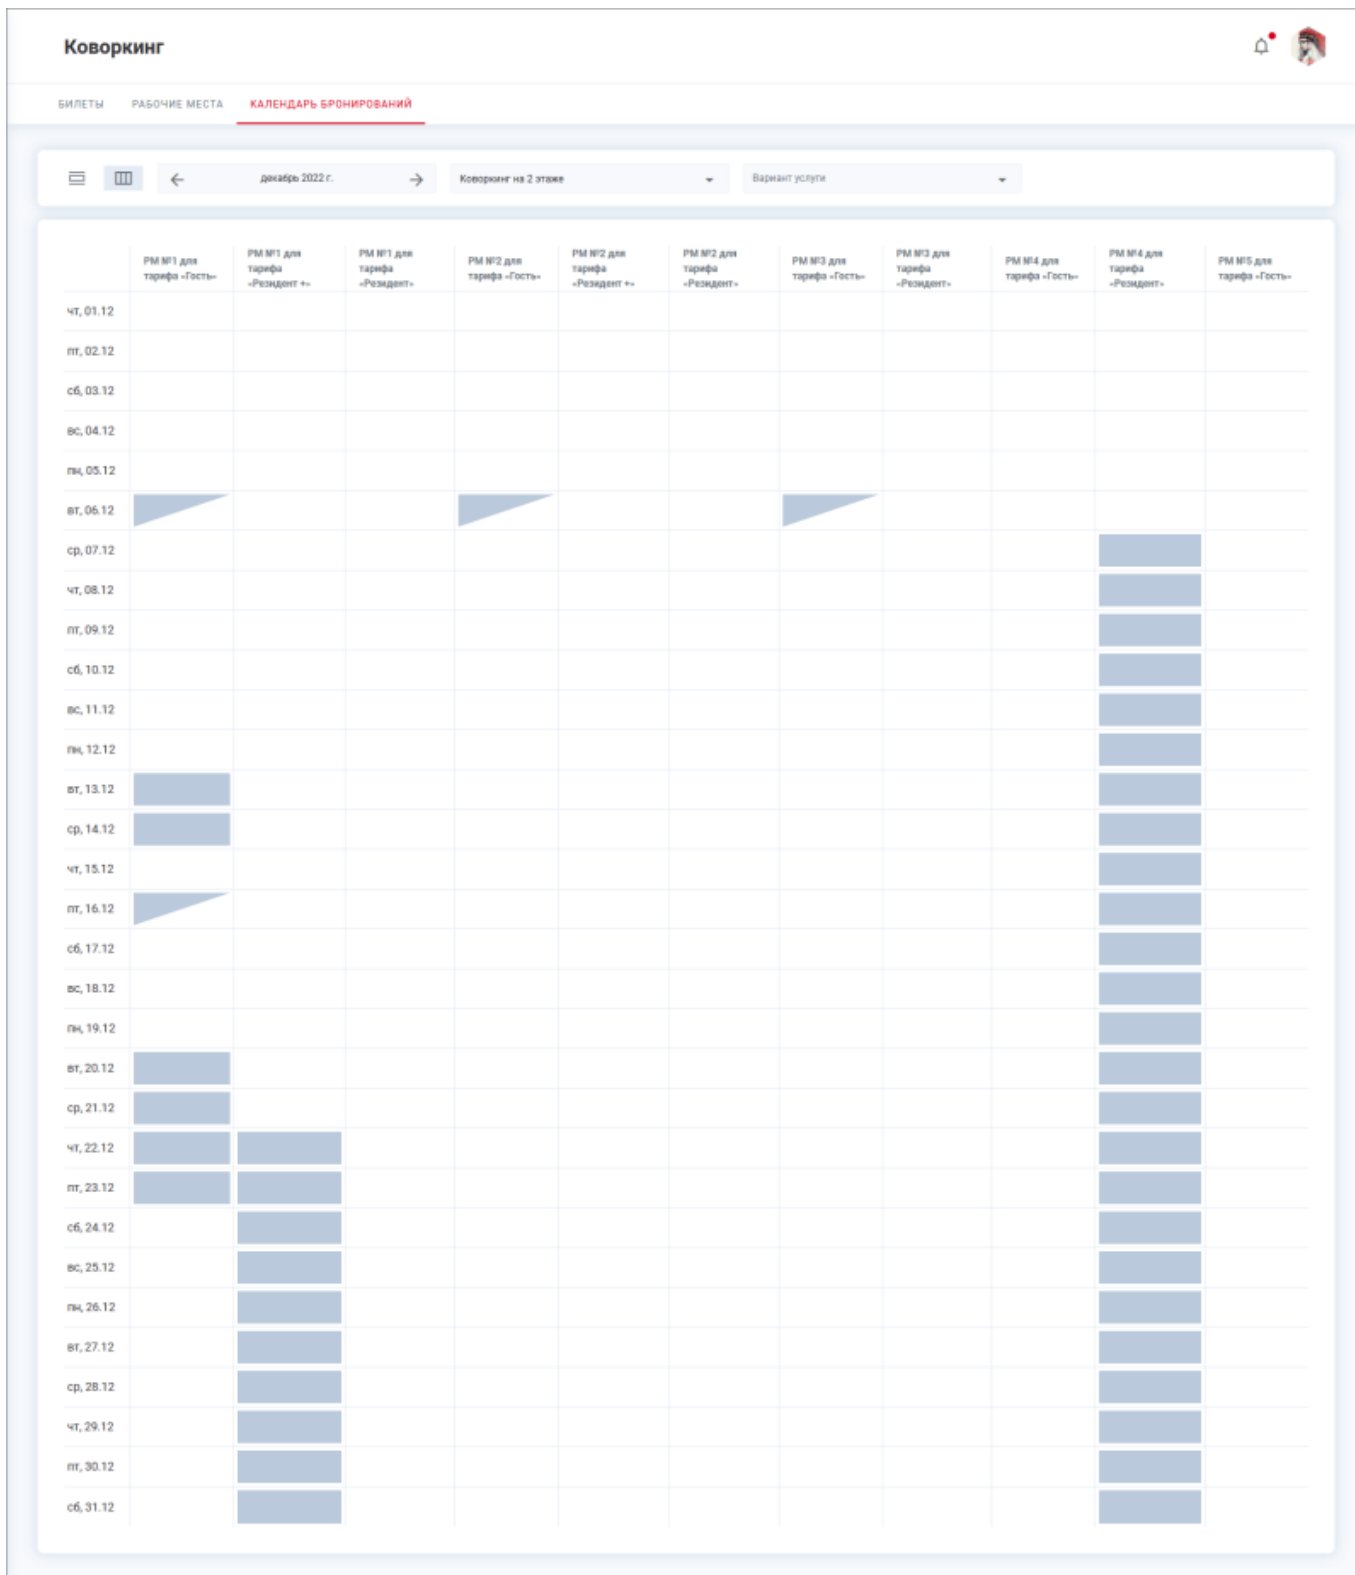 Коворкинг
БИЛЕТЫ РАБОЧИЕ МЕСТА КАЛЕНДАРЬ БРОНИРОВАНИЙ
декабрь 2022 г. Коворкинг на 2 этаже Вариант услуги
РМ №1 для тарифа «Гость»
РМ №1 для тарифа «Резидент +»
РМ №1 для тарифа «Резидент»
РМ №2 для тарифа «Гость»
РМ №2 для тарифа «Резидент +»
РМ №2 для тарифа «Резидент»
РМ №3 для тарифа «Гость»
РМ №3 для тарифа «Резидент»
РМ №4 для тарифа «Гость»
РМ №4 для тарифа «Резидент»
РМ №5 для тарифа «Гость»
чт, 01.12
пт, 02.12
сб, 03.12
вс, 04.12
пн, 05.12
вт, 06.12
ср, 07.12
чт, 08.12
пт, 09.12
сб, 10.12
вс, 11.12
пн, 12.12
вт, 13.12
ср, 14.12
чт, 15.12
пт, 16.12
сб, 17.12
вс, 18.12
пн, 19.12
вт, 20.12
ср, 21.12
чт, 22.12
пт, 23.12
сб, 24.12
вс, 25.12
пн, 26.12
вт, 27.12
ср, 28.12
чт, 29.12
пт, 30.12
сб, 31.12